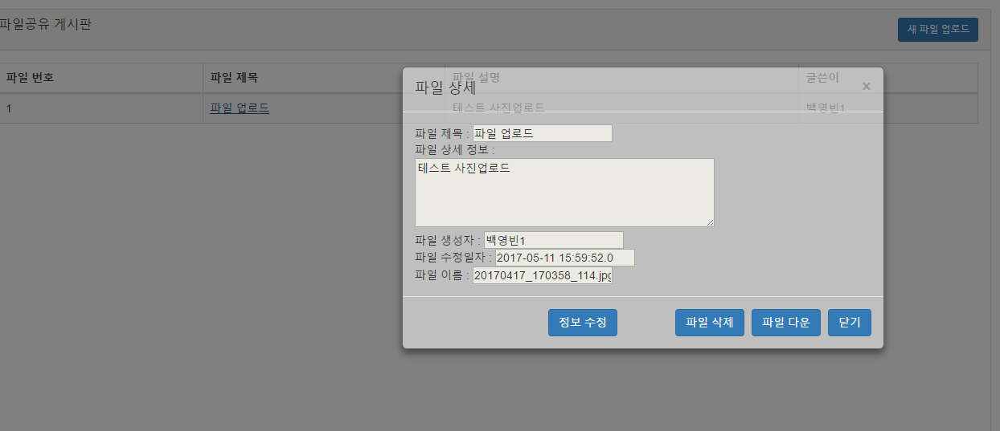 파일공유 게시판
새 파일 업로드
파일 번호 파일 제목 파일 설명 글쓴이
1 파일 업로드 테스트 사진업로드 백영빈1
파일 상세 ×
파일 제목 : 파일 업로드
파일 상세 정보 :
테스트 사진업로드
파일 생성자 : 백영빈1
파일 수정일자 : 2017-05-11 15:59:52.0
파일 이름 : 20170417_170358_114.jpg
정보 수정 파일 삭제 파일 다운 닫기